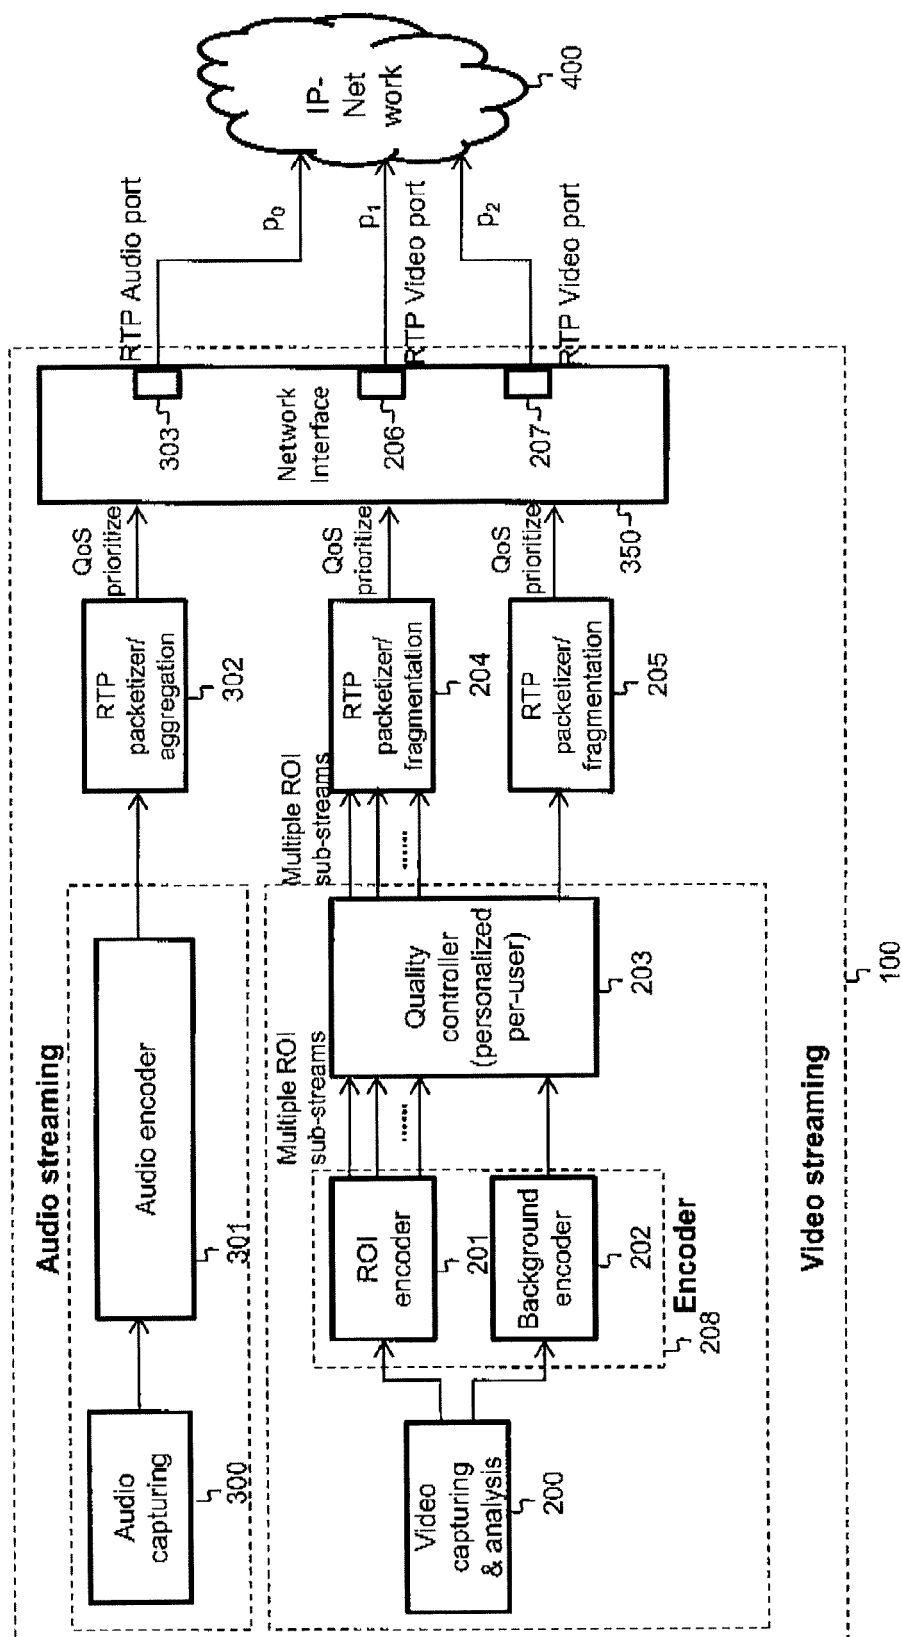 Audio streaming
Audio
capturing
300
Audio encoder
301
RTP
packetizer/
aggregation
302
QoS
prioritize
Network
Interface
303
RTP Audio port
p0
IP-
Net
work
400
Video
capturing
& analysis
200
ROI
encoder
201
Background
encoder
202
Encoder
208
Multiple ROI
sub-streams
......
Quality
controller
(personalized
per-user)
203
Multiple ROI
sub-streams
......
RTP
packetizer/
fragmentation
204
QoS
prioritize
206
RTP Video port
p1
RTP
packetizer/
fragmentation
205
QoS
prioritize
207
RTP Video port
p2
350
Video streaming
100